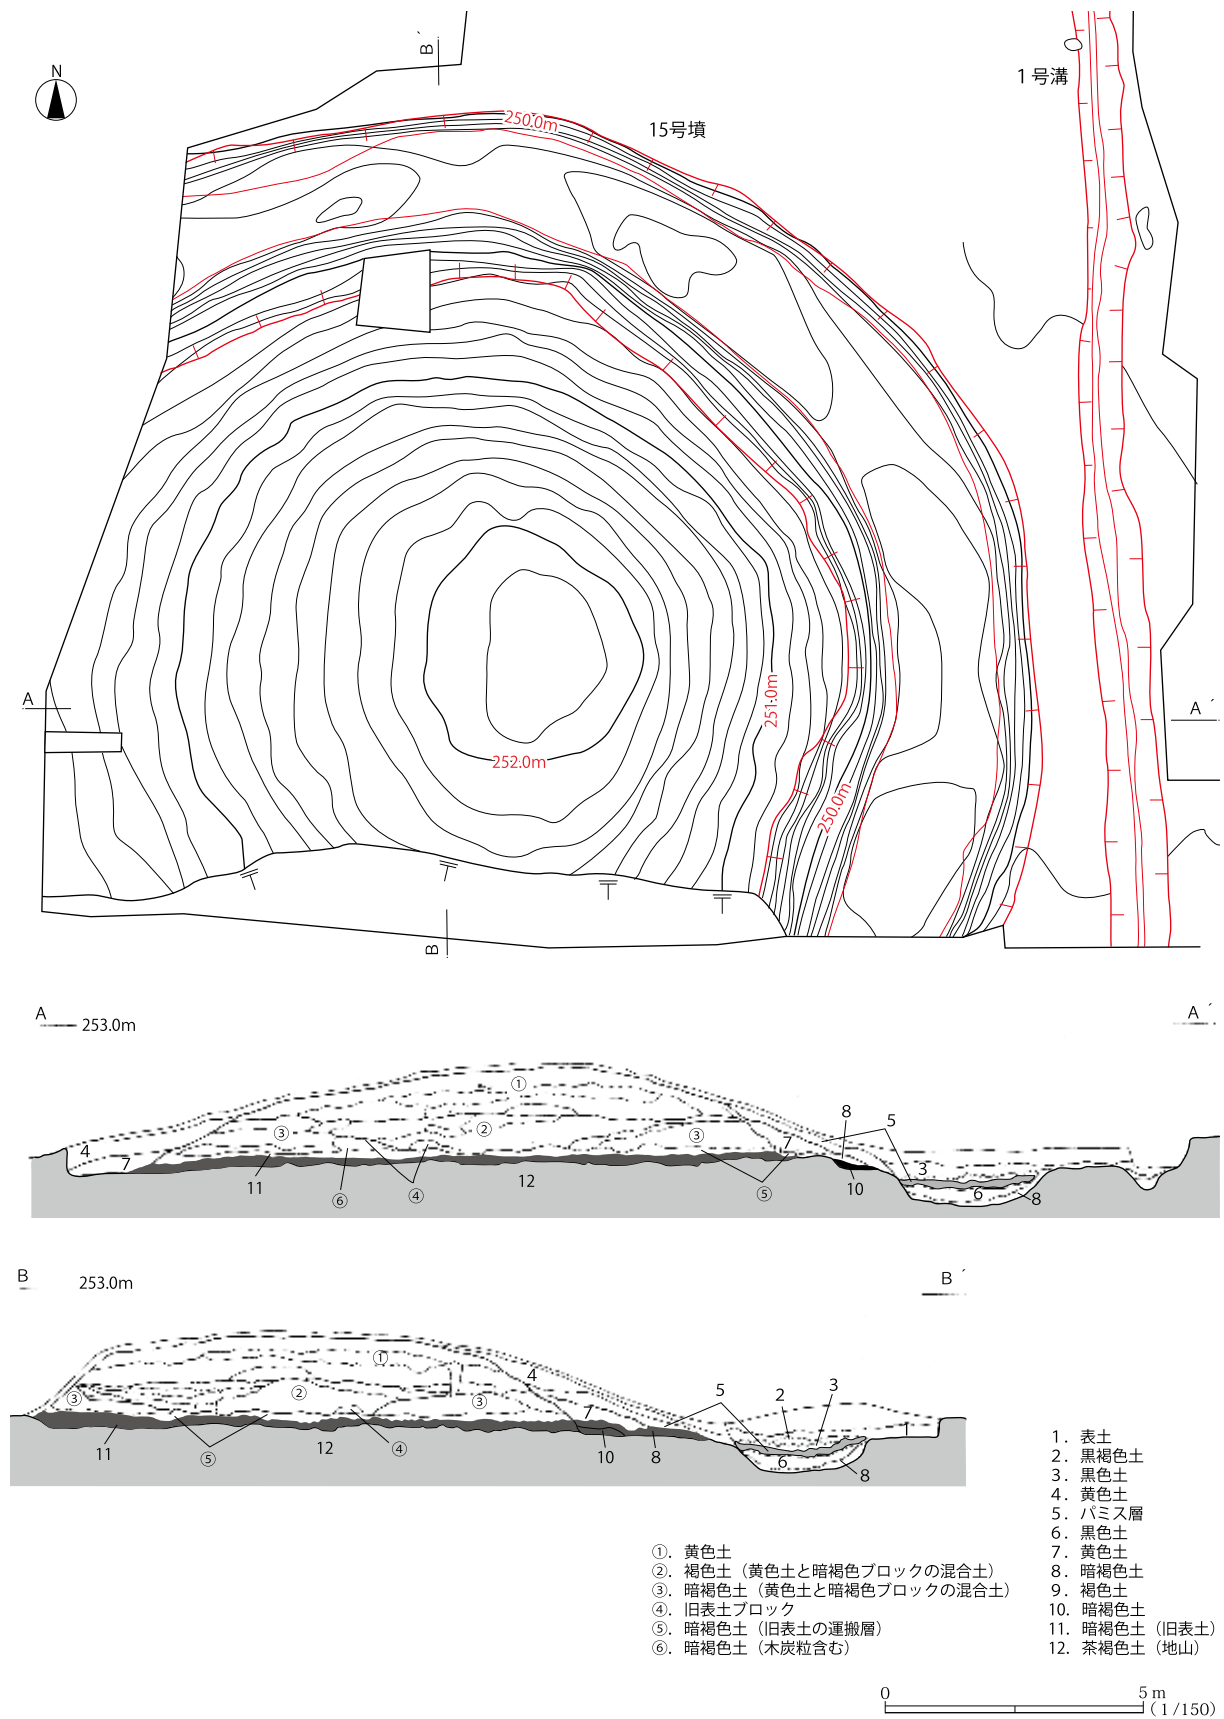 N
B´
1号溝
250.0m
15号墳
A
A´
251.0m
252.0m
250.0m
B
A
253.0m
A´
①
8
5
③
②
③
4
7
7
3
11
⑥
④
12
⑤
10
6
8
B
253.0m
B´
①
4
③
②
③
5
2
3
7
1
11
⑤
12
④
10
8
6
8
1. 表土
2. 黒褐色土
3. 黒色土
4. 黄色土
5. パミス層
6. 黒色土
7. 黄色土
8. 暗褐色土
9. 褐色土
10. 暗褐色土
11. 暗褐色土（旧表土）
12. 茶褐色土（地山）
①. 黄色土
②. 褐色土（黄色土と暗褐色ブロックの混合土）
③. 暗褐色土（黄色土と暗褐色ブロックの混合土）
④. 旧表土ブロック
⑤. 暗褐色土（旧表土の運搬層）
⑥. 暗褐色土（木炭粒含む）
0 5 m
(1/150)